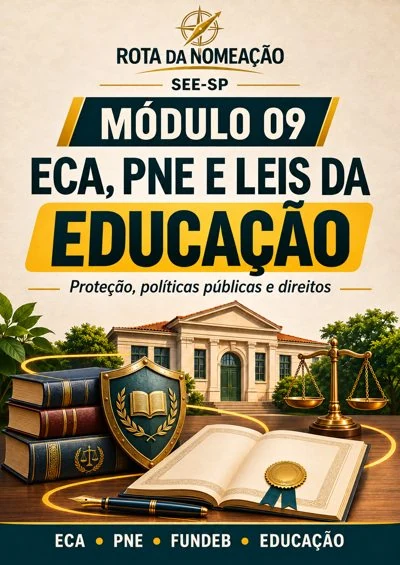 ROTA DA NOMEAÇÃO
SEE-SP
MÓDULO 09
ECA, PNE E LEIS DA
EDUCAÇÃO
Proteção, políticas públicas e direitos
ECA • PNE • FUNDEB • EDUCAÇÃO